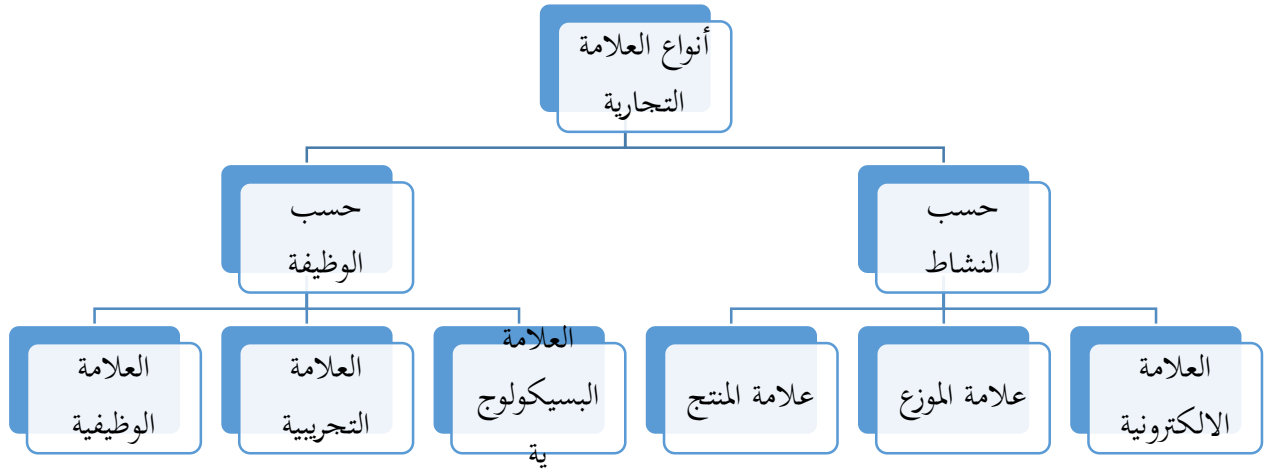 أنواع العلامة
التجارية
حسب
النشاط
حسب
الوظيفة
العلامة
الالكترونية
علامة الموزع
علامة المنتج
العلامة
البسيكولوج
ية
العلامة
التجريبية
العلامة
الوظيفية